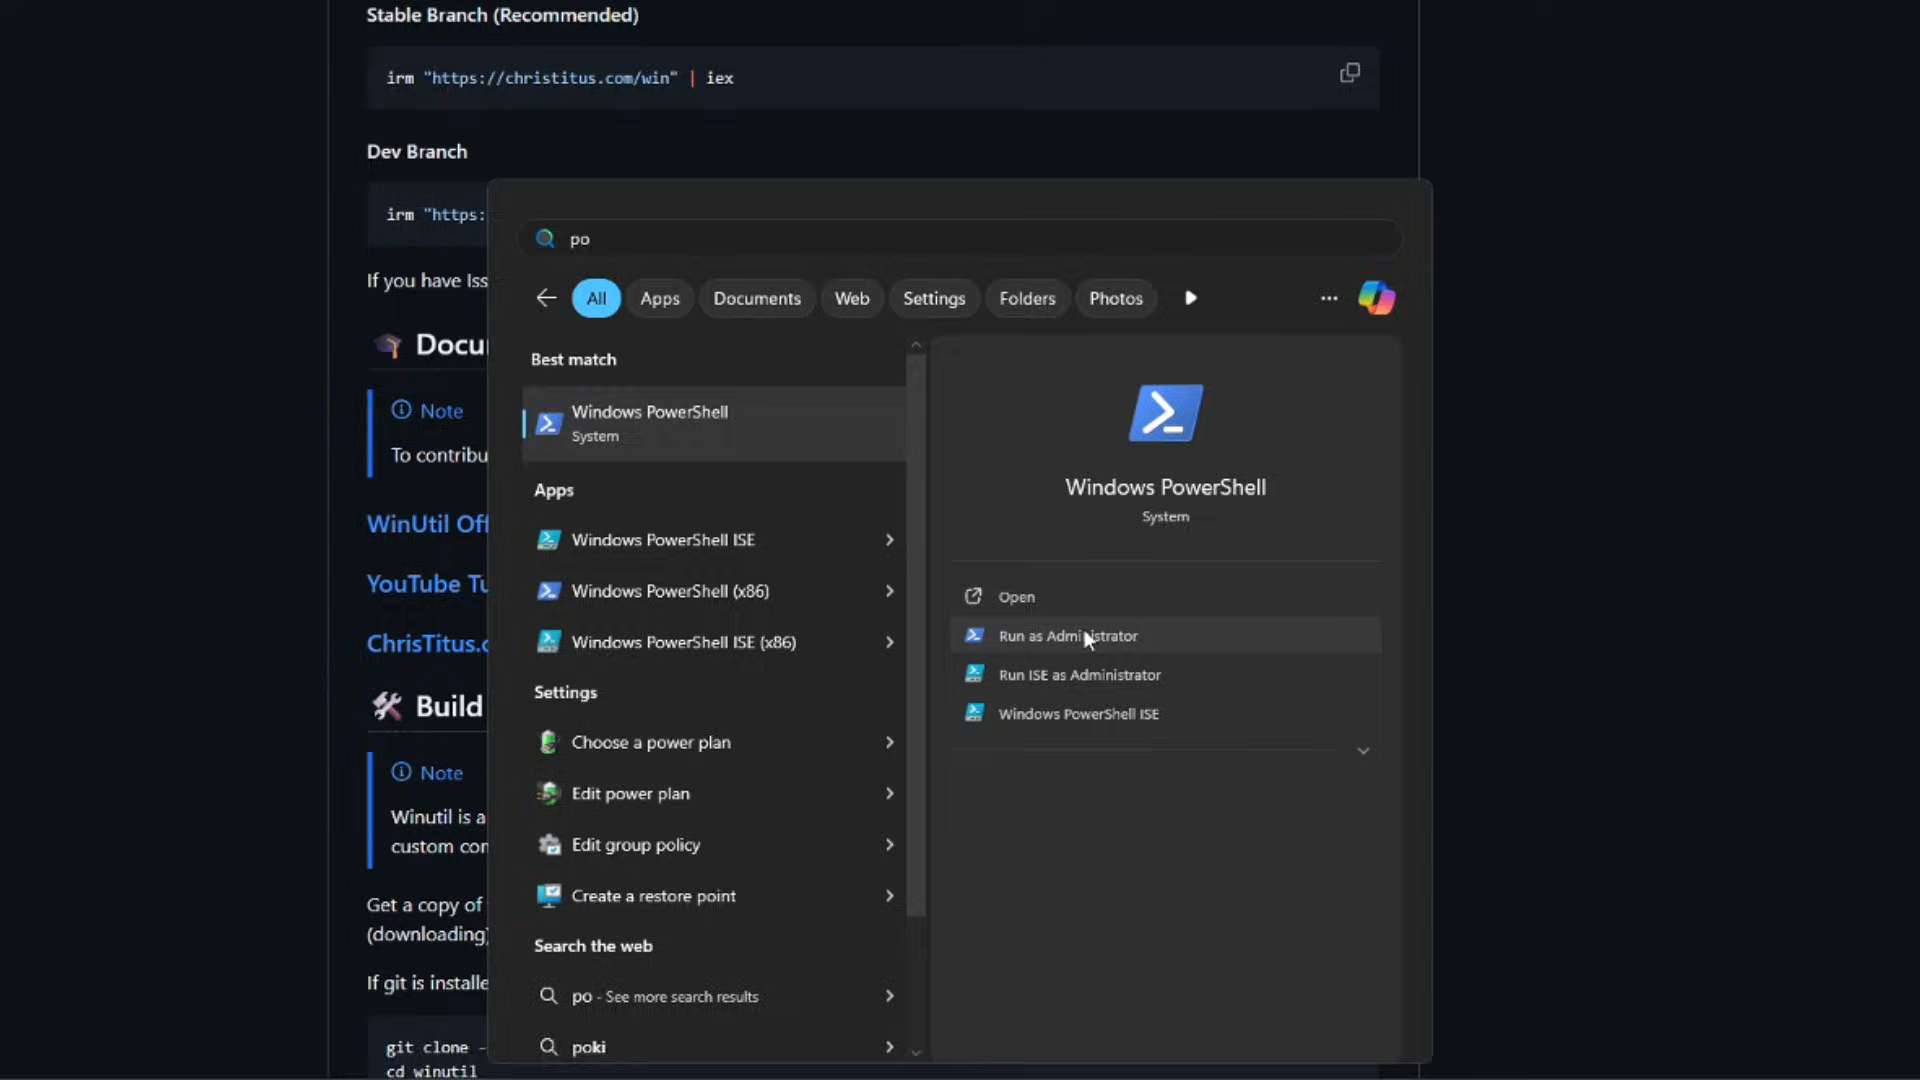 Stable Branch (Recommended)
irm "https://christitus.com/win" | iex
Dev Branch
irm "https:
If you have Iss
Docu
Note
To contribu
WinUtil Off
YouTube Tu
ChrisTitus.c
Build
Note
Winutil is a
custom con
Get a copy of
(downloading)
If git is installe
git clone -
cd winutil
po
All
Apps
Documents
Web
Settings
Folders
Photos
Best match
Windows PowerShell
System
Apps
Windows PowerShell ISE
Windows PowerShell (x86)
Windows PowerShell ISE (x86)
Settings
Choose a power plan
Edit power plan
Edit group policy
Create a restore point
Search the web
po - See more search results
poki
Windows PowerShell
System
Open
Run as Administrator
Run ISE as Administrator
Windows PowerShell ISE